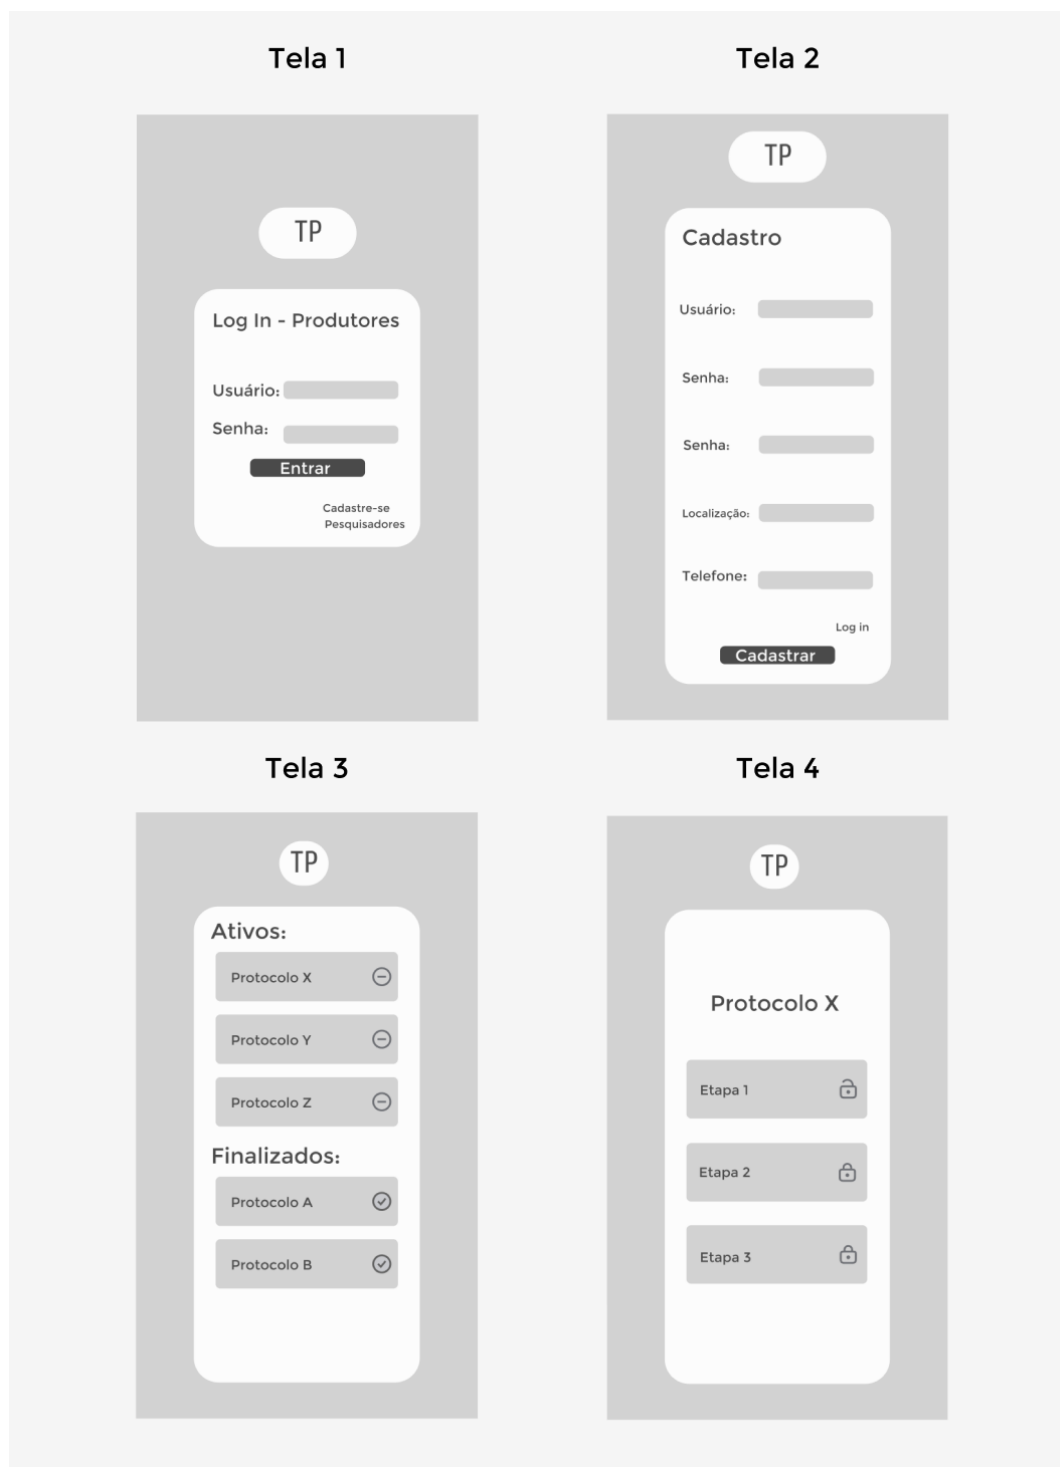 Tela 1
TP
Log In - Produtores
Usuário:
Senha:
Entrar
Cadastre-se
Pesquisadores
Tela 2
TP
Cadastro
Usuário:
Senha:
Senha:
Localização:
Telefone:
Log in
Cadastrar
Tela 3
TP
Ativos:
Protocolo X
Protocolo Y
Protocolo Z
Finalizados:
Protocolo A
Protocolo B
Tela 4
TP
Protocolo X
Etapa 1
Etapa 2
Etapa 3